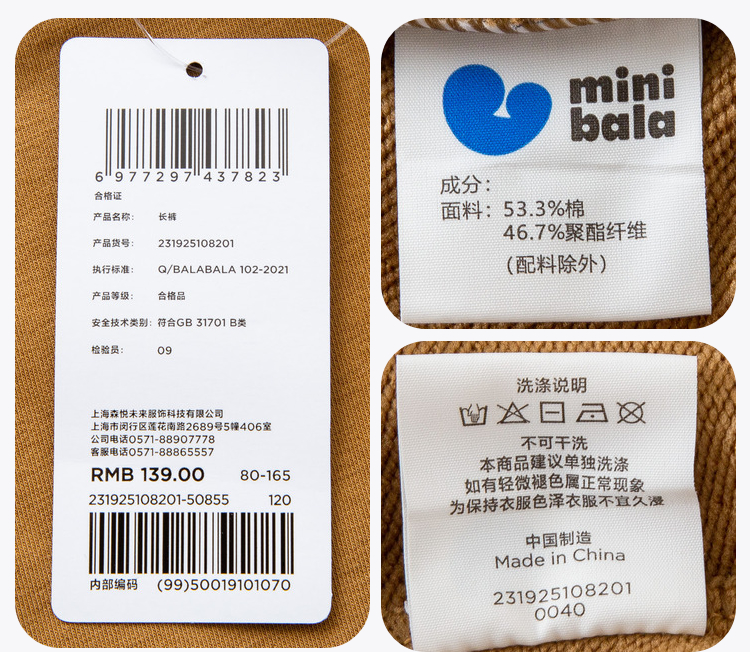 6 977297 437823
合格证
产品名称: 长裤
产品货号: 231925108201
执行标准: Q/BALABALA 102-2021
产品等级: 合格品
安全技术类别: 符合GB 31701 B类
检验员: 09
上海森悦未来服饰科技有限公司
上海市闵行区莲花南路2689号5幢406室
公司电话0571-88907778
客服电话0571-88865557
RMB 139.00 80-165
231925108201-50855 120
内部编码 (99)50019101070
mini
bala
成分:
面料: 53.3%棉
46.7%聚酯纤维
(配料除外)
洗涤说明
不可干洗
本商品建议单独洗涤
如有轻微褪色属正常现象
为保持衣服色泽衣服不宜久浸
中国制造
Made in China
231925108201
0040